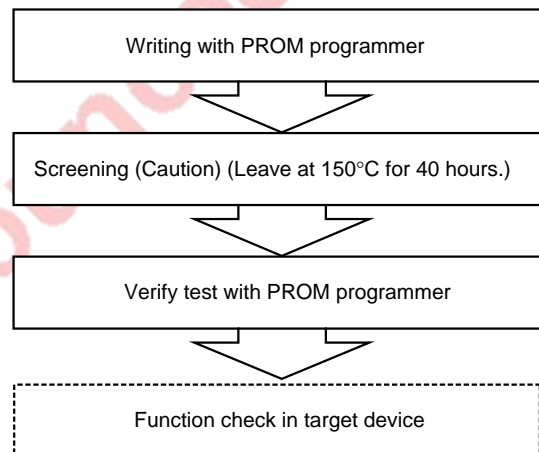 Writing with PROM programmer
Screening (Caution) (Leave at 150°C for 40 hours.)
Verify test with PROM programmer
Function check in target device